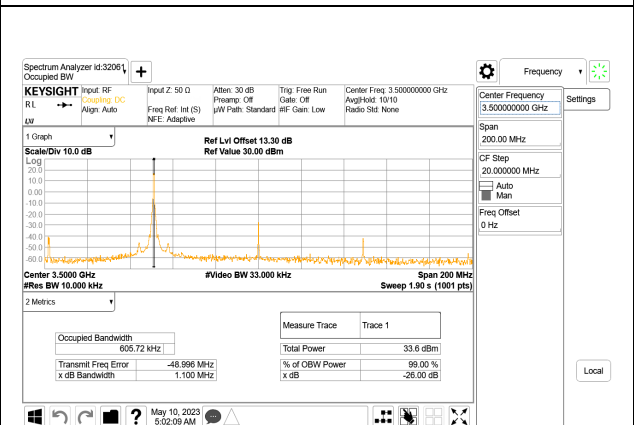 Spectrum Analyzer id:32061
Occupied BW
Frequency
KEYSIGHT
R L
LXI
Input: RF
Coupling: DC
Align: Auto
Input Z: 50 Ω
Freq Ref: Int (S)
NFE: Adaptive
Atten: 30 dB
Preamp: Off
µW Path: Standard
Trig: Free Run
Gate: Off
#IF Gain: Low
Center Freq: 3.500000000 GHz
Avg|Hold: 10/10
Radio Std: None
Center Frequency
3.50000000 GHz
Settings
Span
200.00 MHz
CF Step
20.000000 MHz
Auto
Man
Freq Offset
0 Hz
1 Graph
Scale/Div 10.0 dB
Ref Lvl Offset 13.30 dB
Ref Value 30.00 dBm
Log
20.0
10.0
0.00
-10.0
-20.0
-30.0
-40.0
-50.0
-60.0
Center 3.5000 GHz
#Video BW 33.000 kHz
Span 200 MHz
#Res BW 10.000 kHz
Sweep 1.90 s (1001 pts)
2 Metrics
Measure Trace
Trace 1
Occupied Bandwidth
605.72 kHz
Total Power
33.6 dBm
Transmit Freq Error
-48.996 MHz
% of OBW Power
99.00 %
x dB Bandwidth
1.100 MHz
x dB
-26.00 dB
Local
?
May 10, 2023
5:02:09 AM